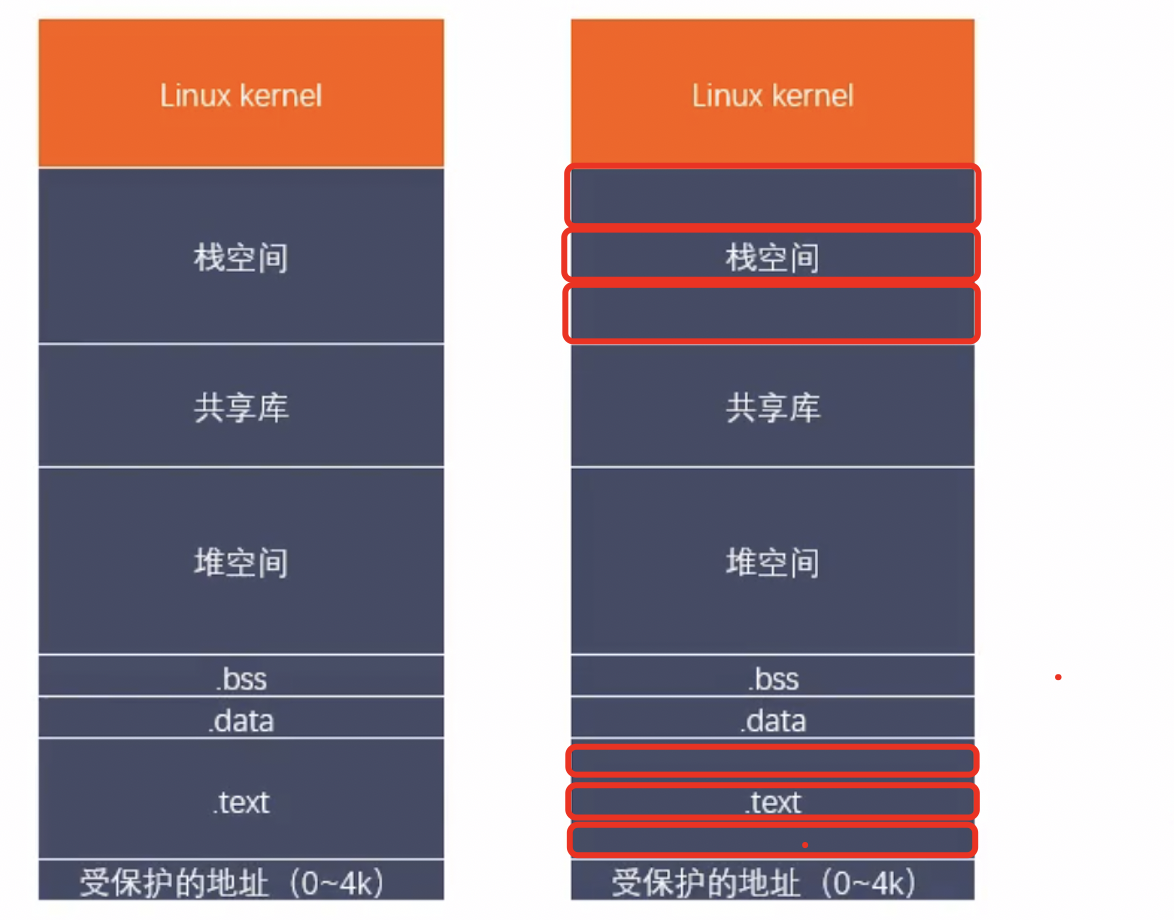 Linux kernel
栈空间
共享库
堆空间
.bss
.data
.text
受保护的地址（0~4k）
Linux kernel
栈空间
共享库
堆空间
.bss
.data
.text
受保护的地址（0~4k）